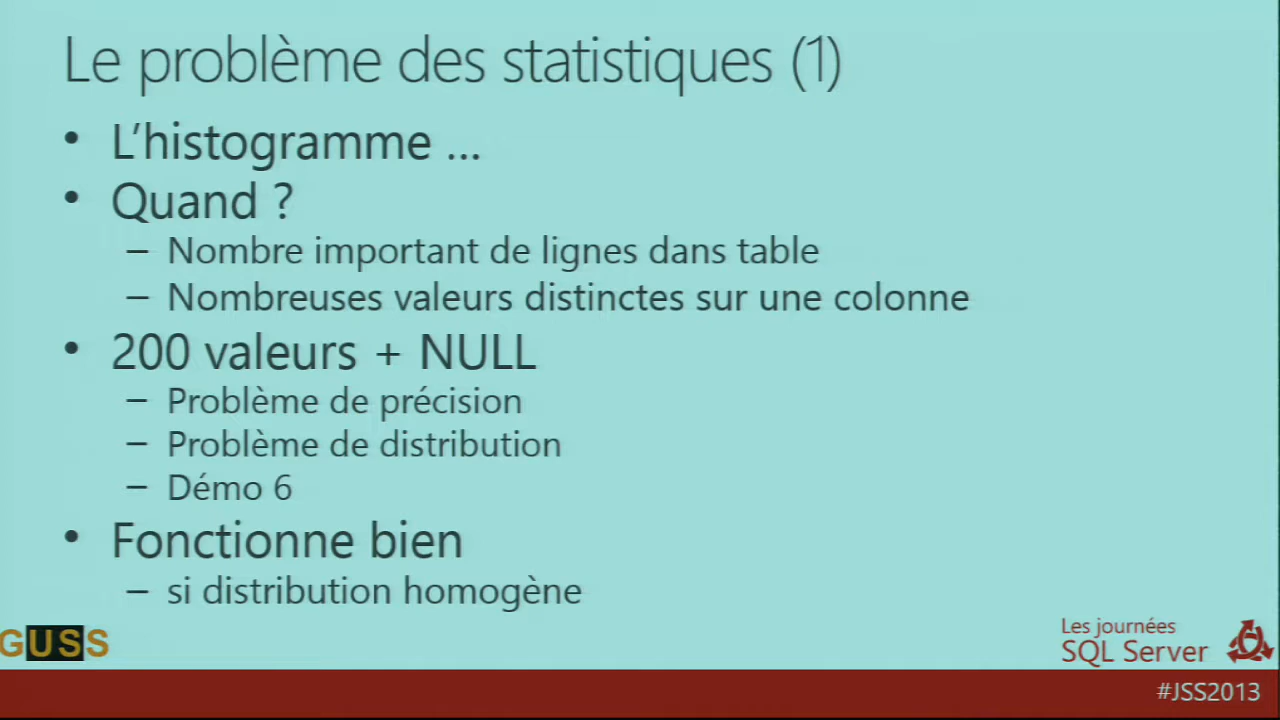 Le problème des statistiques (1)
• L’histogramme ...
• Quand ?
– Nombre important de lignes dans table
– Nombreuses valeurs distinctes sur une colonne
• 200 valeurs + NULL
– Problème de précision
– Problème de distribution
– Démo 6
• Fonctionne bien
– si distribution homogène
GUSS
Les journées
SQL Server
#JSS2013